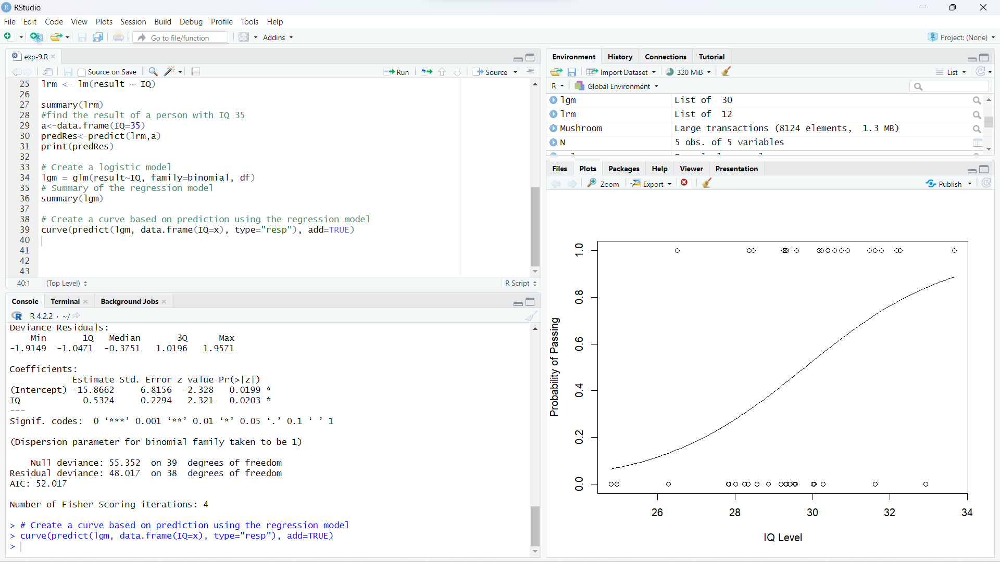 RStudio
File Edit Code View Plots Session Build Debug Profile Tools Help
Go to file/function Addins Project: (None)
exp-9.R
Source on Save Run Source
25 lrm <- lm(result ~ IQ)
26
27 summary(lrm)
28 #find the result of a person with IQ 35
29 a<-data.frame(IQ=35)
30 predRes<-predict(lrm,a)
31 print(predRes)
32
33 # Create a logistic model
34 lgm = glm(result~IQ, family=binomial, df)
35 # Summary of the regression model
36 summary(lgm)
37
38 # Create a curve based on prediction using the regression model
39 curve(predict(lgm, data.frame(IQ=x), type="resp"), add=TRUE)
40
41
42
43
40:1 (Top Level) R Script
Console Terminal Background Jobs
R 4.2.2 · ~/
Deviance Residuals:
Min 1Q Median 3Q Max
-1.9149 -1.0471 -0.3751 1.0196 1.9571
Coefficients:
Estimate Std. Error z value Pr(>|z|)
(Intercept) -15.8662 6.8156 -2.328 0.0199 *
IQ 0.5324 0.2294 2.321 0.0203 *
---
Signif. codes: 0 ‘***’ 0.001 ‘**’ 0.01 ‘*’ 0.05 ‘.’ 0.1 ‘ ’ 1
(Dispersion parameter for binomial family taken to be 1)
Null deviance: 55.352 on 39 degrees of freedom
Residual deviance: 48.017 on 38 degrees of freedom
AIC: 52.017
Number of Fisher Scoring iterations: 4
> # Create a curve based on prediction using the regression model
> curve(predict(lgm, data.frame(IQ=x), type="resp"), add=TRUE)
>
Environment History Connections Tutorial
Import Dataset 320 MiB List
R Global Environment
lgm List of 30
lrm List of 12
Mushroom Large transactions (8124 elements, 1.3 MB)
N 5 obs. of 5 variables
Files Plots Packages Help Viewer Presentation
Zoom Export Publish
Probability of Passing
1.0
0.8
0.6
0.4
0.2
0.0
26 28 30 32 34
IQ Level